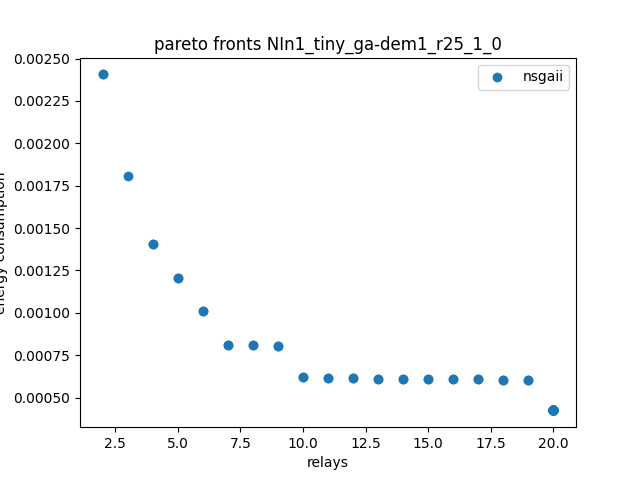 pareto fronts NIn1_tiny_ga-dem1_r25_1_0
nsgaii
0.00250
0.00225
0.00200
0.00175
0.00150
0.00125
0.00100
0.00075
0.00050
energy consumption
2.5 5.0 7.5 10.0 12.5 15.0 17.5 20.0
relays